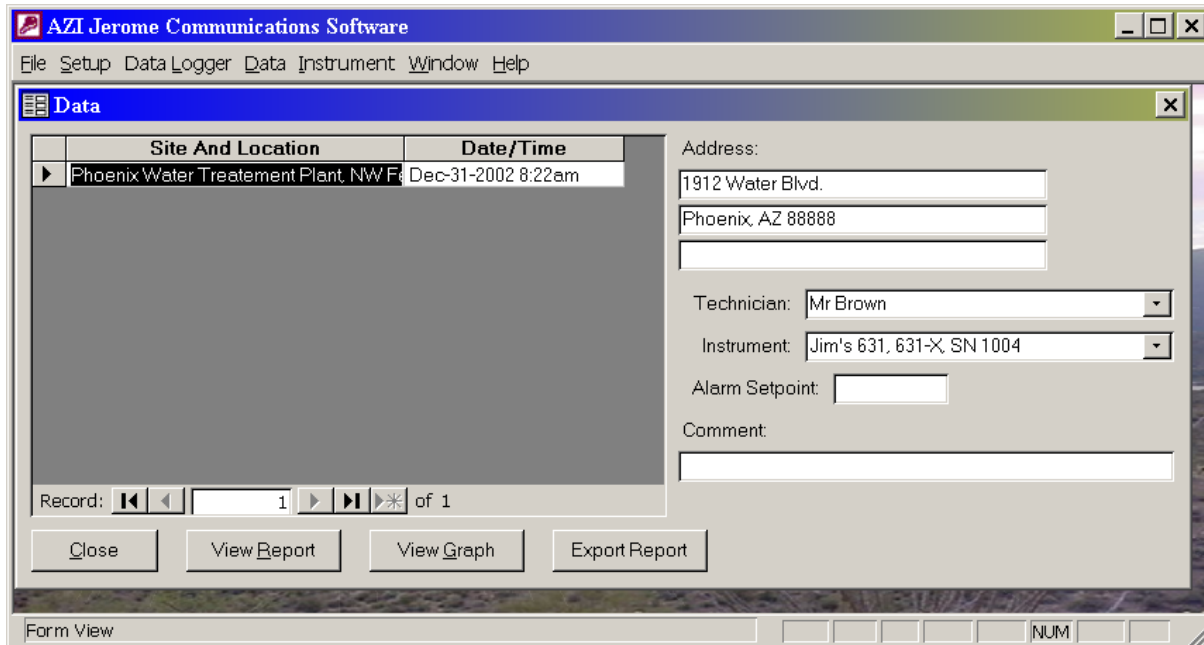 AZI Jerome Communications Software
File Setup Data Logger Data Instrument Window Help
Data
Site And Location Date/Time
Phoenix Water Treatement Plant, NW Fe Dec-31-2002 8:22am
Record: 1 of 1
Close View Report View Graph Export Report
Address:
1912 Water Blvd.
Phoenix, AZ 88888
Technician: Mr Brown
Instrument: Jim's 631, 631-X, SN 1004
Alarm Setpoint:
Comment:
Form View NUM